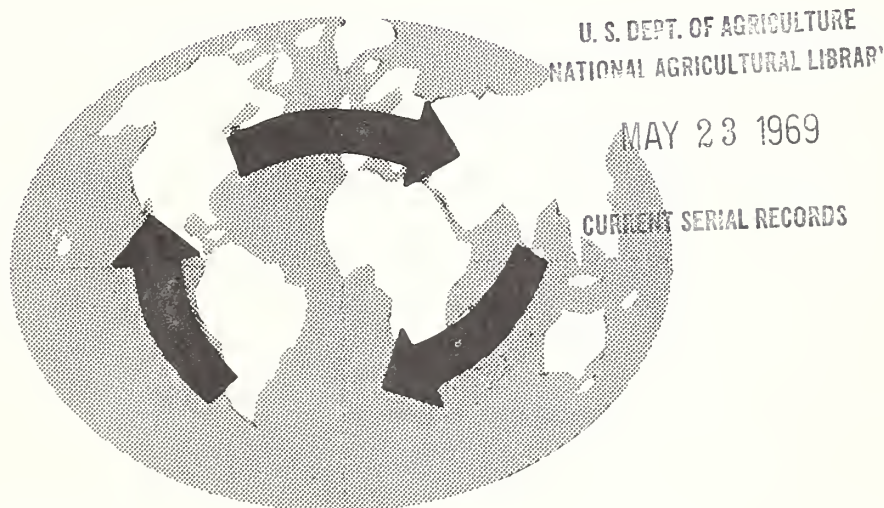 U. S. DEPT. OF AGRICULTURE
NATIONAL AGRICULTURAL LIBRARY
MAY 23 1969
CURRENT SERIAL RECORDS